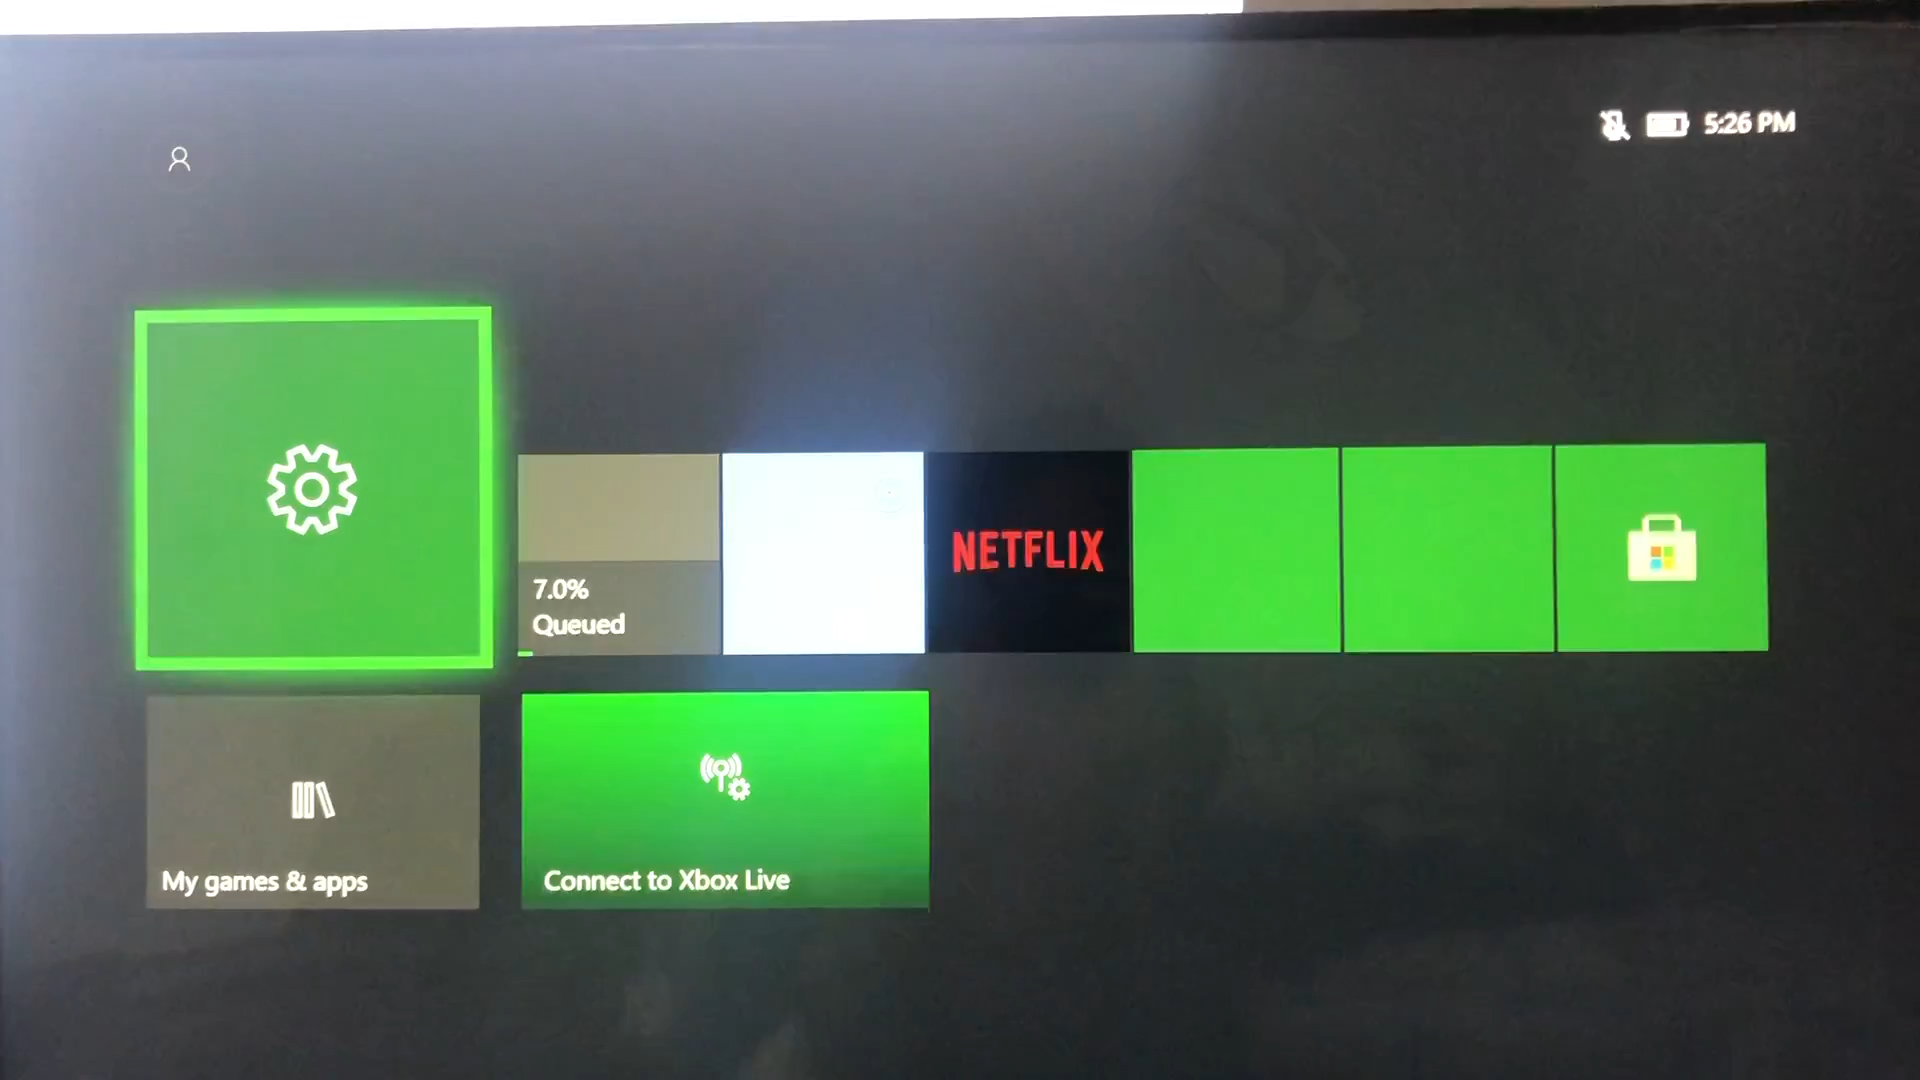 5:26 PM
7.0%
Queued
NETFLIX
My games & apps
Connect to Xbox Live